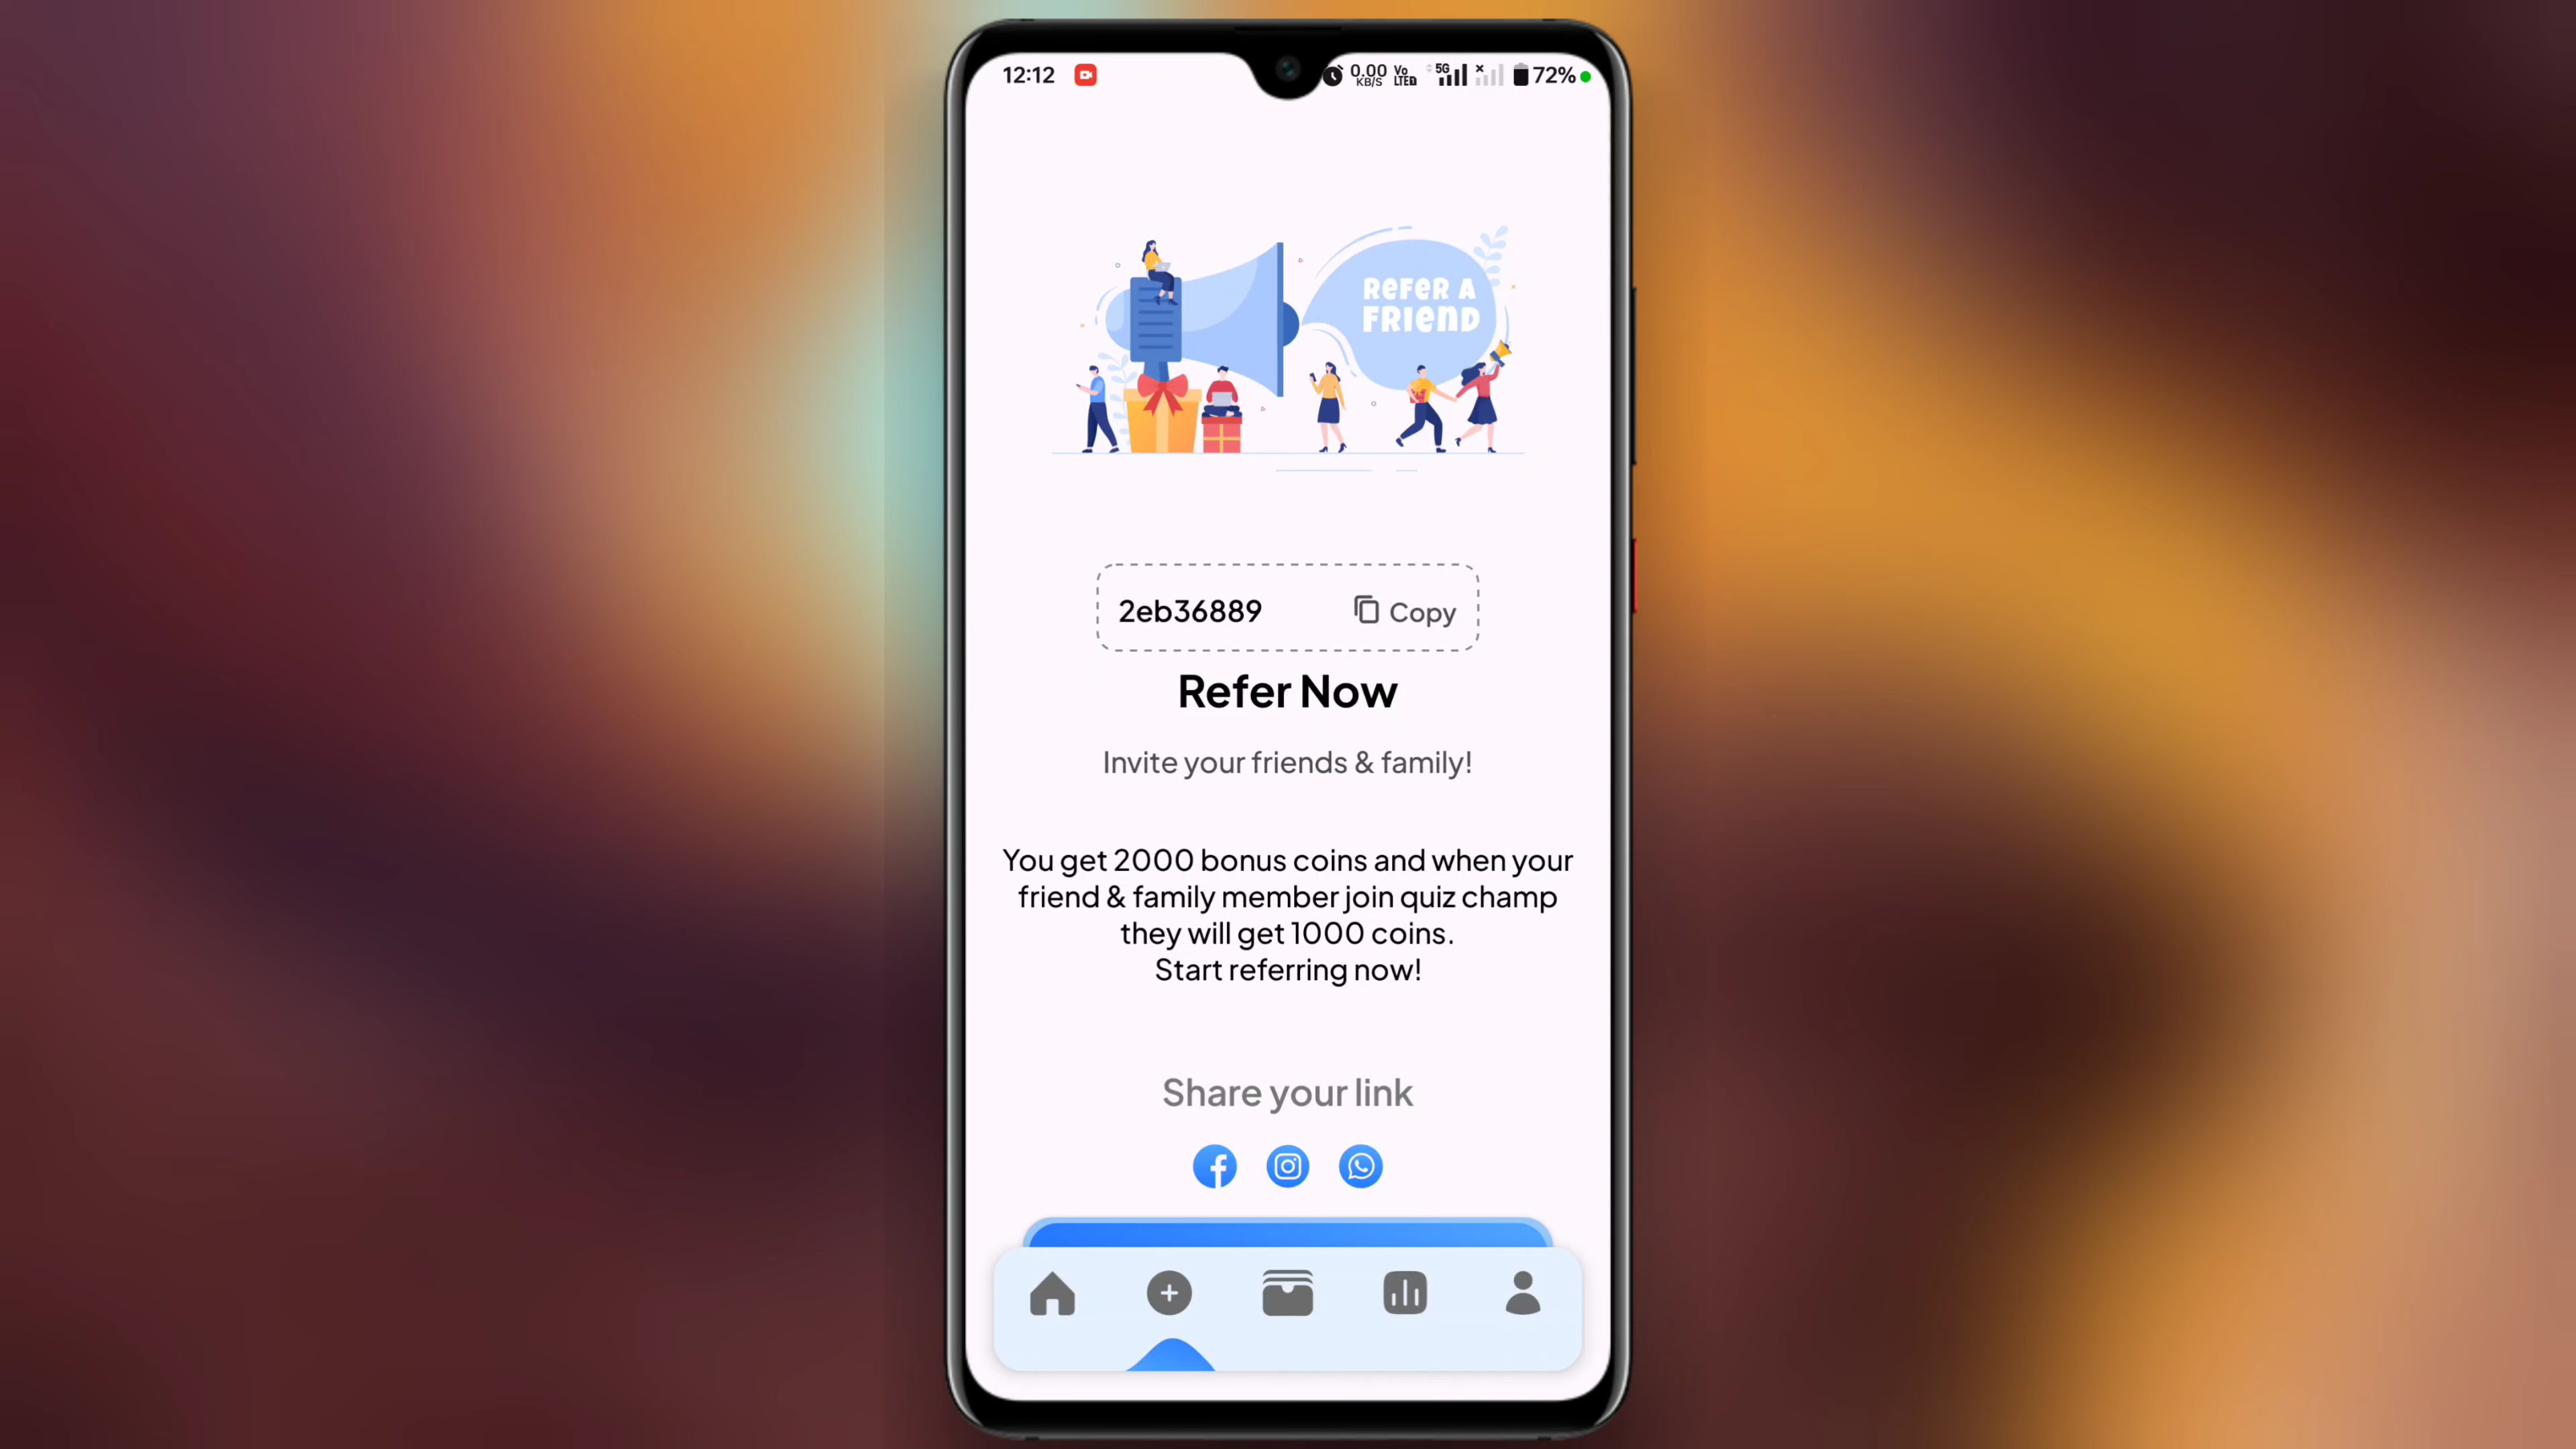 12:12
0.00 KB/S
Vo LTE
5G
72%
REFER A
FRIEND
2eb36889
Copy
Refer Now
Invite your friends & family!
You get 2000 bonus coins and when your
friend & family member join quiz champ
they will get 1000 coins.
Start referring now!
Share your link